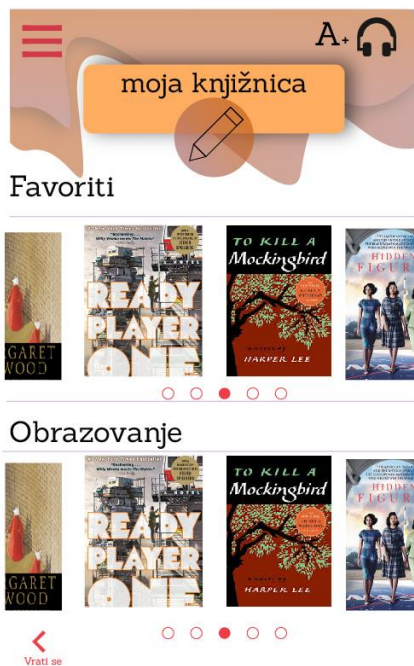 A+
moja knjižnica
Favoriti
GARET
WOOD
READY
PLAYER
ONE
TO KILL A
Mockingbird
HARPER LEE
HIDDEN
FIGUR
Obrazovanje
GARET
WOOD
READY
PLAYER
ONE
TO KILL A
Mockingbird
HARPER LEE
HIDDEN
FIGUR
Vrati se